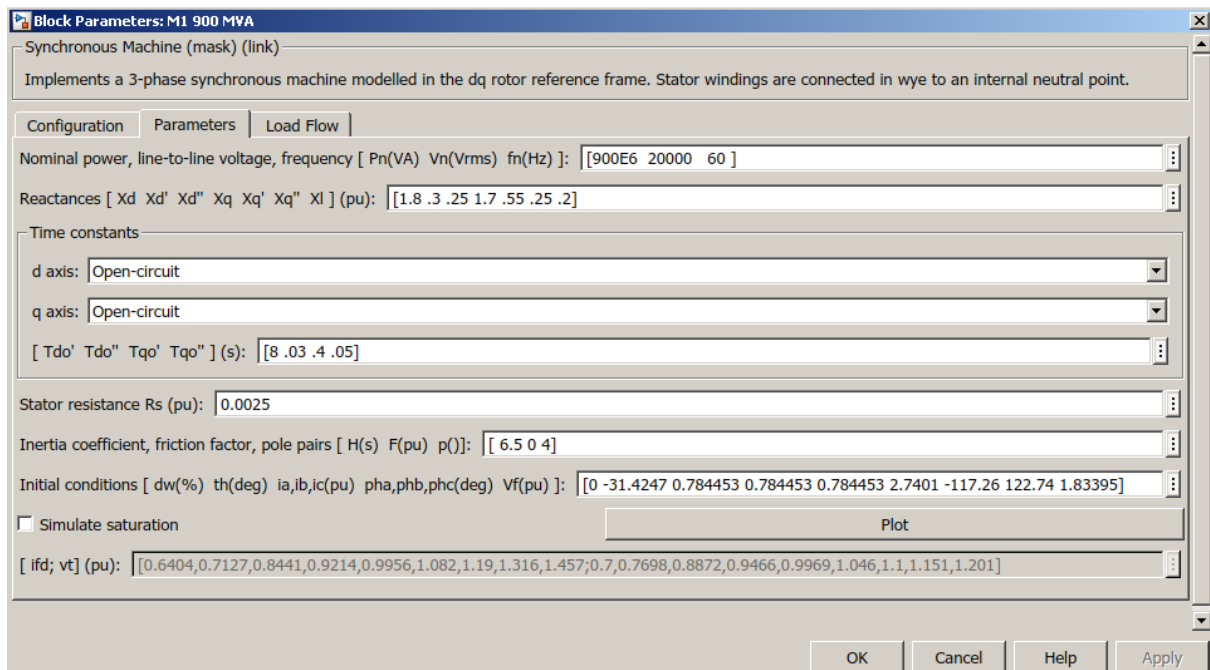 Block Parameters: M1 900 MVA
Synchronous Machine (mask) (link)
Implements a 3-phase synchronous machine modelled in the dq rotor reference frame. Stator windings are connected in wye to an internal neutral point.
Configuration Parameters Load Flow
Nominal power, line-to-line voltage, frequency [ Pn(VA) Vn(Vrms) fn(Hz) ]: [900E6 20000 60 ]
Reactances [ Xd Xd' Xd'' Xq Xq' Xq'' Xl ] (pu): [1.8 .3 .25 1.7 .55 .25 .2]
Time constants
d axis: Open-circuit
q axis: Open-circuit
[ Tdo' Tdo'' Tqo' Tqo'' ] (s): [8 .03 .4 .05]
Stator resistance Rs (pu): 0.0025
Inertia coefficient, friction factor, pole pairs [ H(s) F(pu) p()]: [ 6.5 0 4]
Initial conditions [ dw(%) th(deg) ia,ib,ic(pu) pha,phb,phc(deg) Vf(pu) ]: [0 -31.4247 0.784453 0.784453 0.784453 2.7401 -117.26 122.74 1.83395]
Simulate saturation Plot
[ ifd; vt] (pu): [0.6404,0.7127,0.8441,0.9214,0.9956,1.082,1.19,1.316,1.457;0.7,0.7698,0.8872,0.9466,0.9969,1.046,1.1,1.151,1.201]
OK Cancel Help Apply